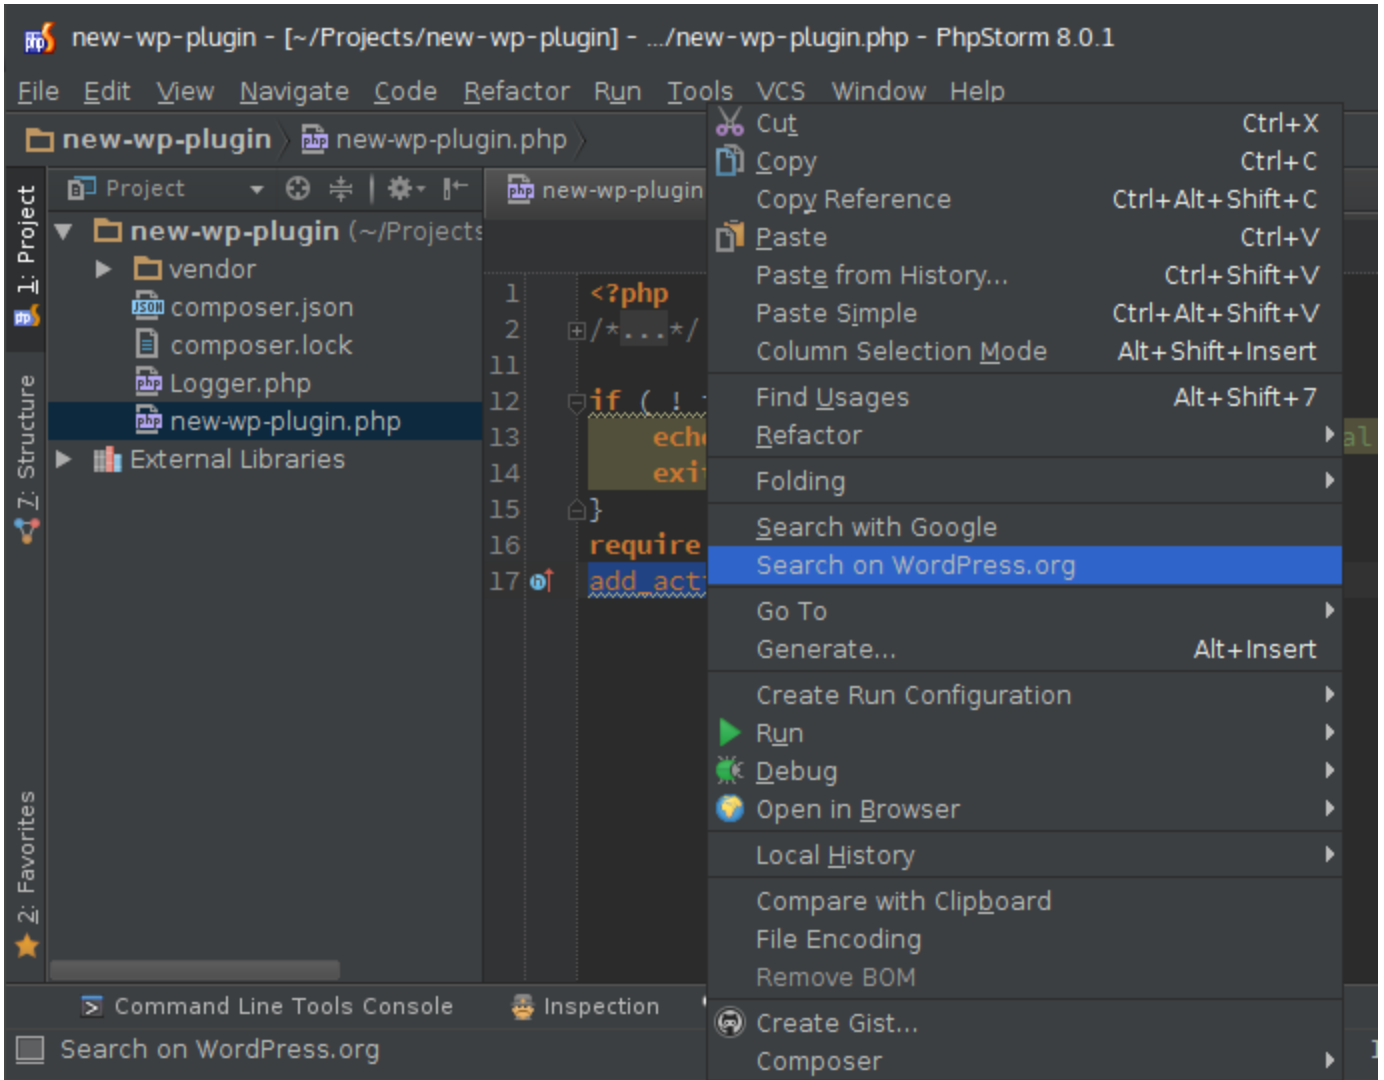 new-wp-plugin - [~/Projects/new-wp-plugin] - .../new-wp-plugin.php - PhpStorm 8.0.1
File Edit View Navigate Code Refactor Run Tools VCS Window Help
new-wp-plugin new-wp-plugin.php
1: Project
7: Structure
2: Favorites
Project
new-wp-plugin (~/Projects
vendor
composer.json
composer.lock
Logger.php
new-wp-plugin.php
External Libraries
new-wp-plugin
1 <?php
2 /*...*/
11
12 if ( !
13 echo
14 exit
15 }
16 require
17 add_acti
Cut Ctrl+X
Copy Ctrl+C
Copy Reference Ctrl+Alt+Shift+C
Paste Ctrl+V
Paste from History... Ctrl+Shift+V
Paste Simple Ctrl+Alt+Shift+V
Column Selection Mode Alt+Shift+Insert
Find Usages Alt+Shift+7
Refactor
Folding
Search with Google
Search on WordPress.org
Go To
Generate... Alt+Insert
Create Run Configuration
Run
Debug
Open in Browser
Local History
Compare with Clipboard
File Encoding
Remove BOM
Create Gist...
Composer
Command Line Tools Console Inspection
Search on WordPress.org